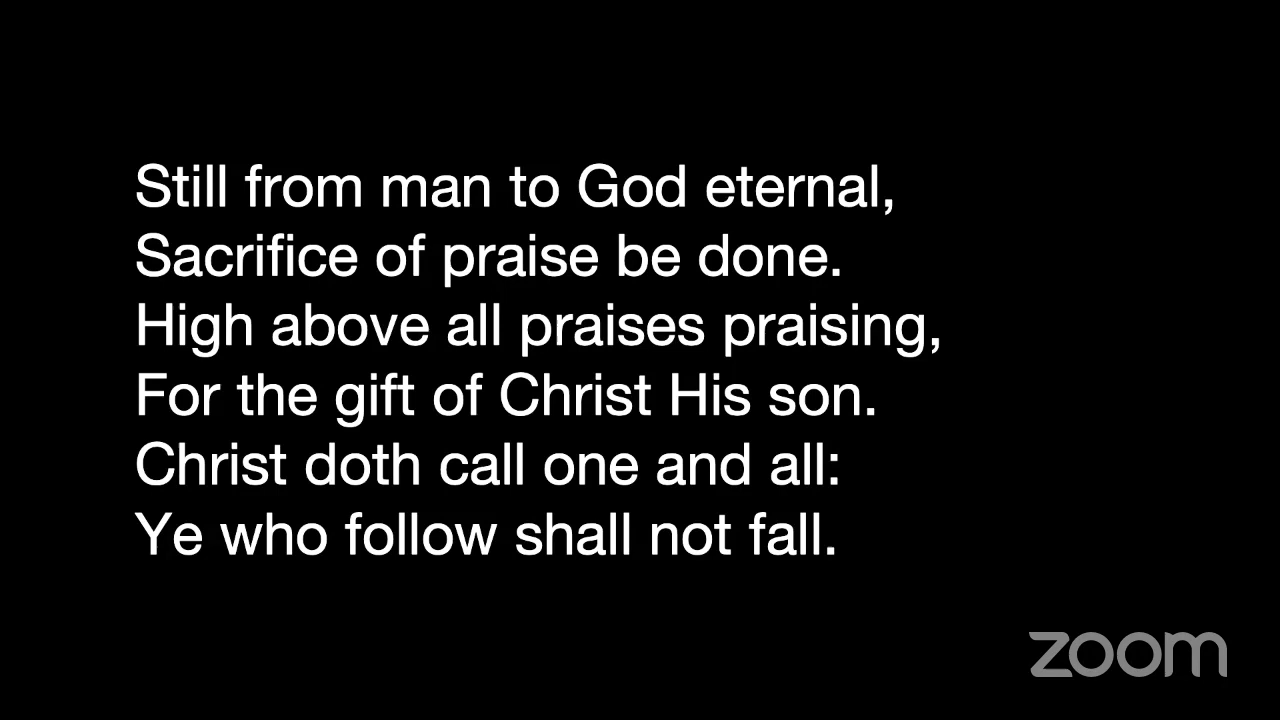 Still from man to God eternal,
Sacrifice of praise be done.
High above all praises praising,
For the gift of Christ His son.
Christ doth call one and all:
Ye who follow shall not fall.
zoom